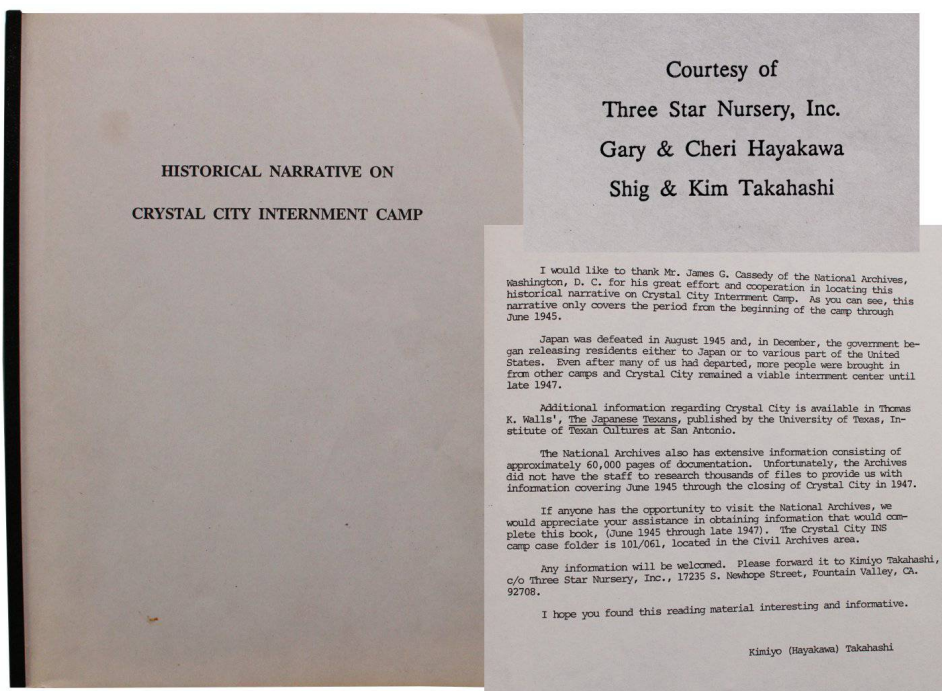 HISTORICAL NARRATIVE ON
CRYSTAL CITY INTERNMENT CAMP
Courtesy of
Three Star Nursery, Inc.
Gary & Cheri Hayakawa
Shig & Kim Takahashi
I would like to thank Mr. James G. Cassedy of the National Archives,
Washington, D. C. for his great effort and cooperation in locating this
historical narrative on Crystal City Internment Camp. As you can see, this
narrative only covers the period from the beginning of the camp through
June 1945.
Japan was defeated in August 1945 and, in December, the government be-
gan releasing residents either to Japan or to various part of the United
States. Even after many of us had departed, more people were brought in
from other camps and Crystal City remained a viable internment center until
late 1947.
Additional information regarding Crystal City is available in Thomas
K. Walls', The Japanese Texans, published by the University of Texas, In-
stitute of Texan Cultures at San Antonio.
The National Archives also has extensive information consisting of
approximately 60,000 pages of documentation. Unfortunately, the Archives
did not have the staff to research thousands of files to provide us with
information covering June 1945 through the closing of Crystal City in 1947.
If anyone has the opportunity to visit the National Archives, we
would appreciate your assistance in obtaining information that would com-
plete this book, (June 1945 through late 1947). The Crystal City INS
camp case folder is 101/061, located in the Civil Archives area.
Any information will be welcomed. Please forward it to Kimiyo Takahashi,
c/o Three Star Nursery, Inc., 17235 S. Newhope Street, Fountain Valley, CA.
92708.
I hope you found this reading material interesting and informative.
Kimiyo (Hayakawa) Takahashi